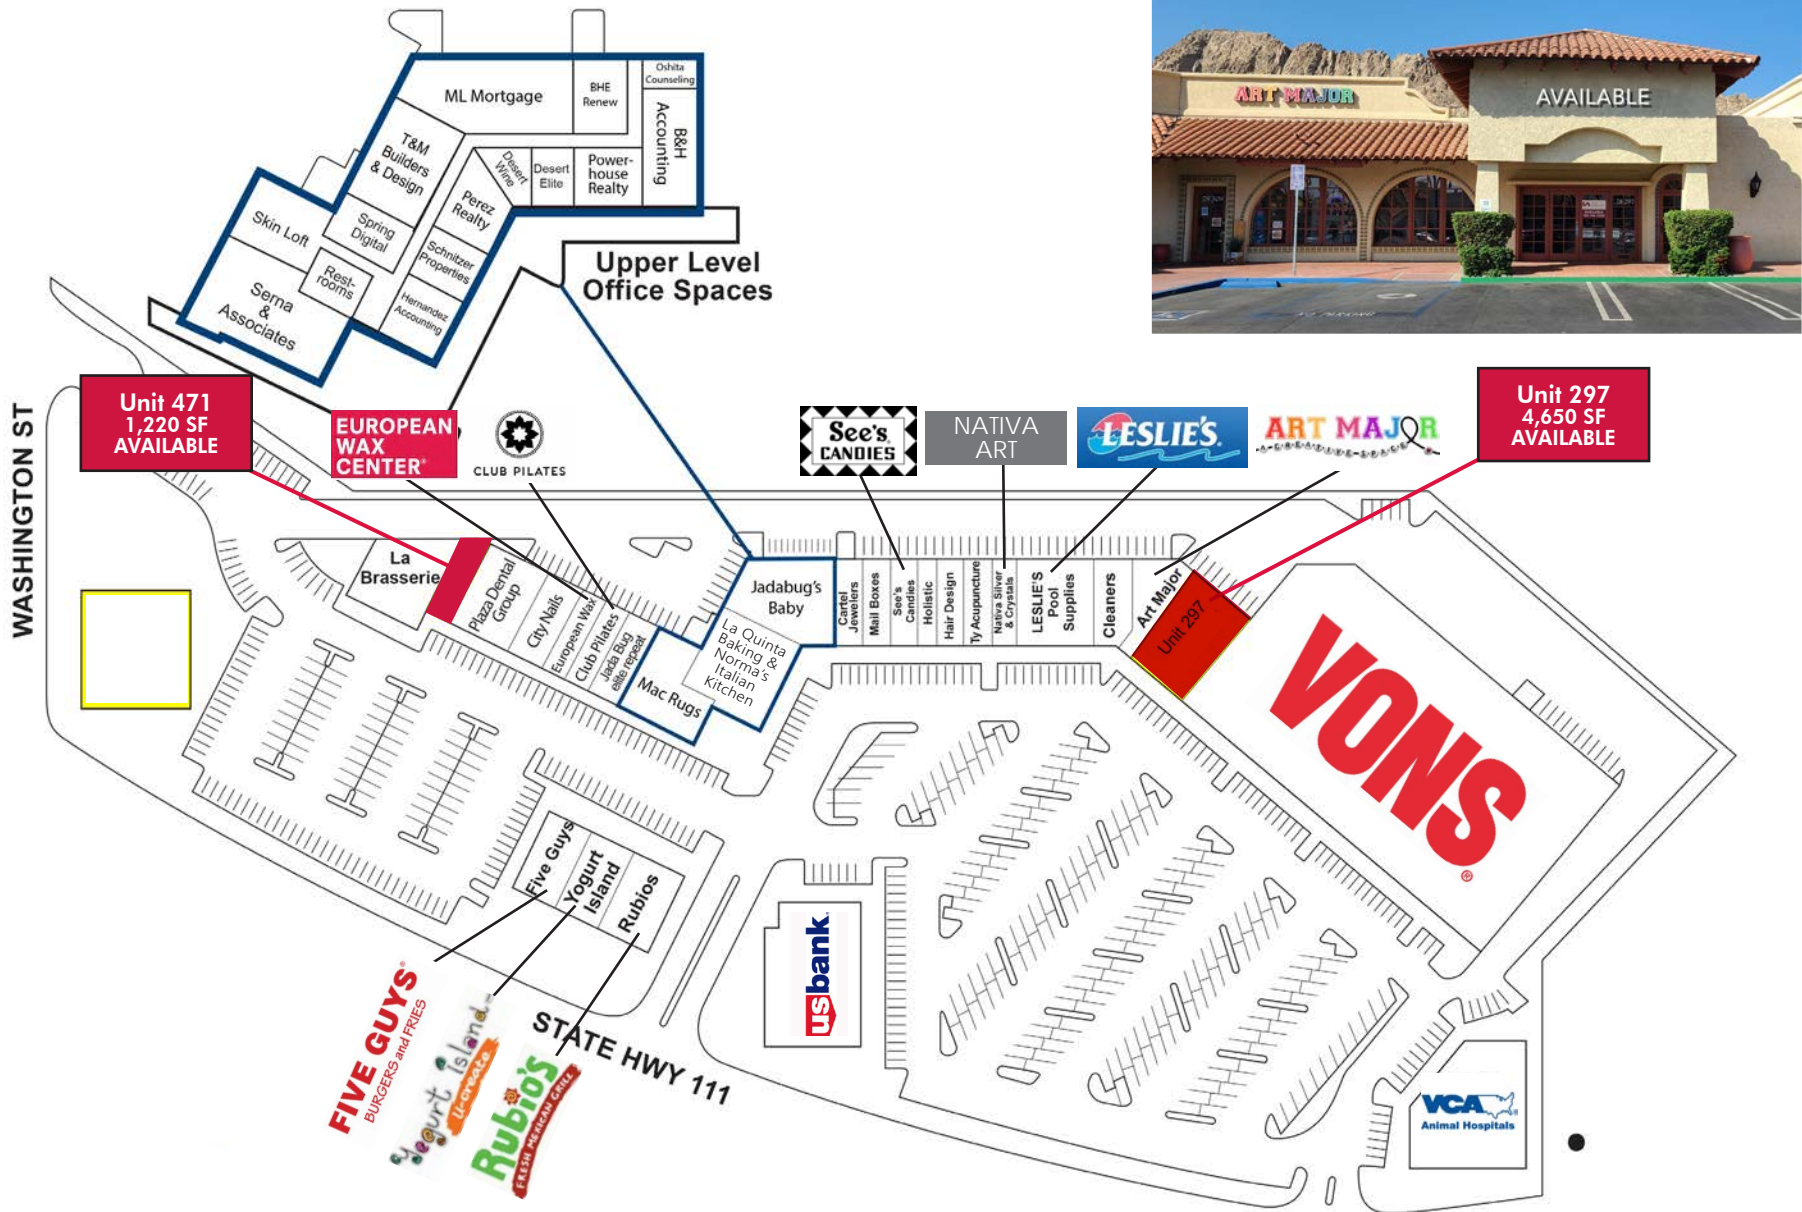 ML Mortgage
BHE
Renew
Oshita
Counseling
B&H
Accounting
T&M
Builders
& Design
Desert
Wine
Desert
Elite
Power-
house
Realty
Perez
Realty
Skin Loft
Spring
Digital
Schnitzer
Properties
Rest-
rooms
Serna
&
Associates
Hernandez
Accounting
Upper Level
Office Spaces
ART MAJOR
AVAILABLE
NO PARKING
WASHINGTON ST
Unit 471
1,220 SF
AVAILABLE
EUROPEAN
WAX
CENTER®
CLUB PILATES
See's
CANDIES
NATIVA
ART
LESLIE'S.
ART MAJOR
A-CREATIVE-SPACE
Unit 297
4,650 SF
AVAILABLE
La
Brasserie
Plaza Dental
Group
City Nails
European Wax
Club Pilates
Jada Bug
elite repeat
Mac Rugs
Jadabug's
Baby
La Quinta
Baking &
Norma's
Italian
Kitchen
Cartel
Jewelers
Mail Boxes
See's
Candies
Holistic
Hair Design
Ty Acupuncture
Nativa Silver
& Crystals
LESLIE'S
Pool
Supplies
Cleaners
Art Major
Unit 297
VONS®
Five Guys
Yogurt
Island
Rubios
usbank.
FIVE GUYS®
BURGERS and FRIES
Yogurt Island
u-create
Rubio's
FRESH MEXICAN GRILL
STATE HWY 111
VCA
Animal Hospitals